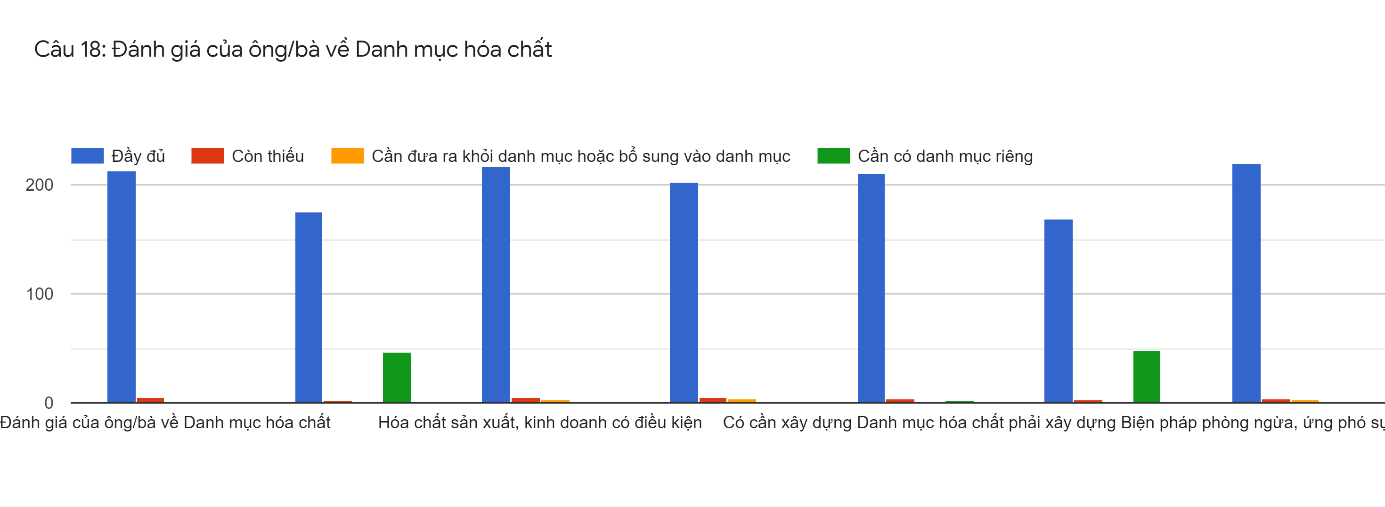 Câu 18: Đánh giá của ông/bà về Danh mục hóa chất
Đầy đủ Còn thiếu Cần đưa ra khỏi danh mục hoặc bổ sung vào danh mục Cần có danh mục riêng
200
100
0
Đánh giá của ông/bà về Danh mục hóa chất Hóa chất sản xuất, kinh doanh có điều kiện Có cần xây dựng Danh mục hóa chất phải xây dựng Biện pháp phòng ngừa, ứng phó sự